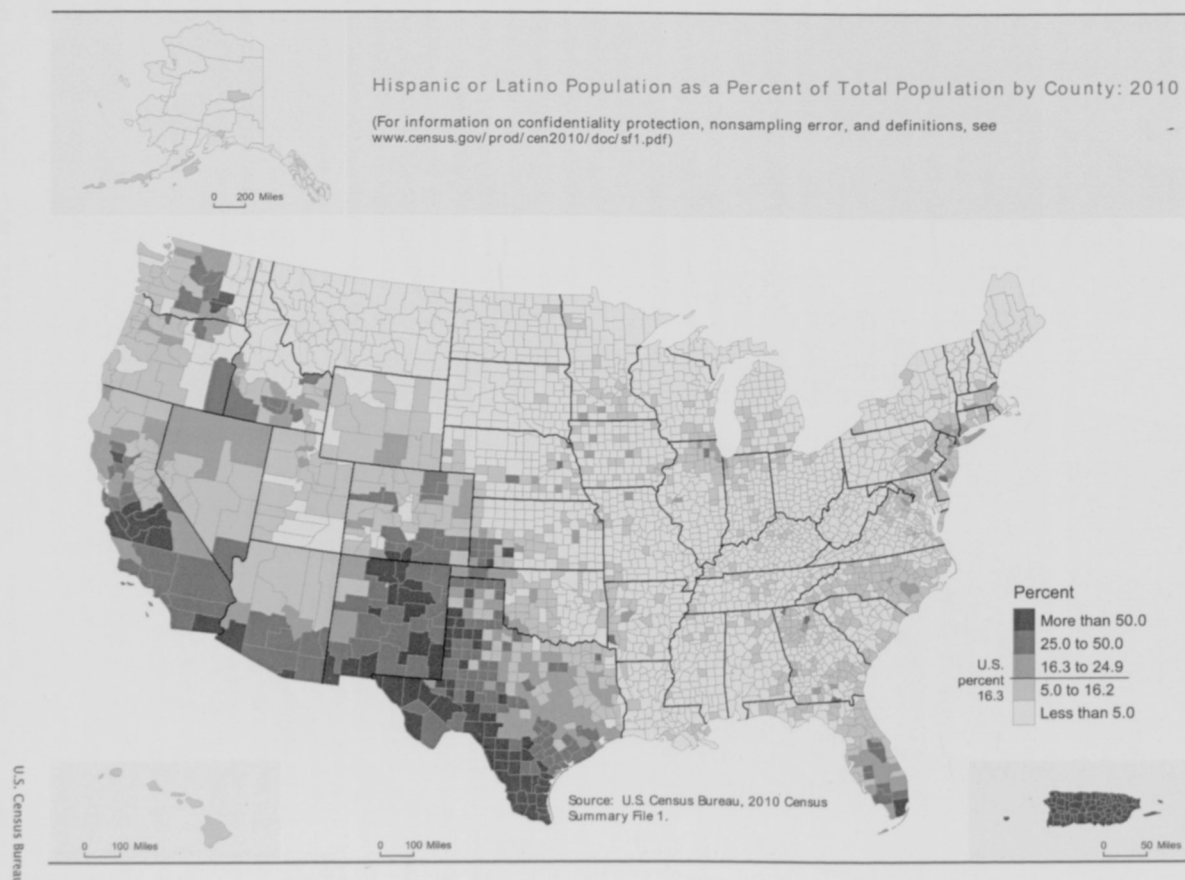 Hispanic or Latino Population as a Percent of Total Population by County: 2010
(For information on confidentiality protection, nonsampling error, and definitions, see
www.census.gov/prod/cen2010/doc/sf1.pdf)
0 200 Miles
Percent
More than 50.0
25.0 to 50.0
16.3 to 24.9
U.S.
percent
16.3
5.0 to 16.2
Less than 5.0
Source: U.S. Census Bureau, 2010 Census
Summary File 1.
0 100 Miles
0 100 Miles
0 50 Miles
U.S. Census Bureau